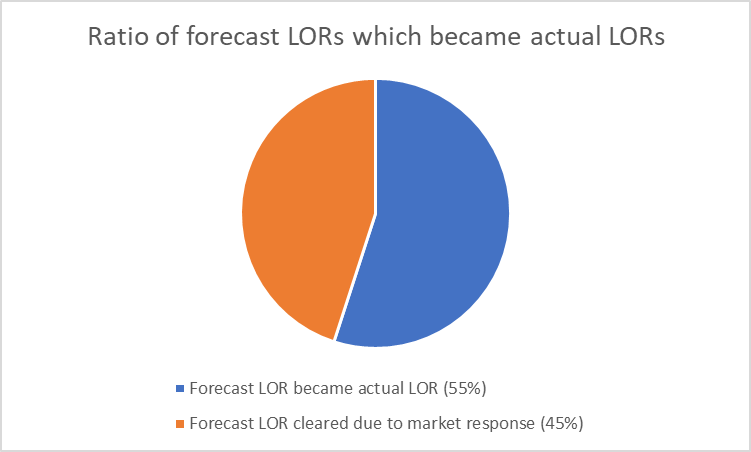 Ratio of forecast LORs which became actual LORs
Forecast LOR became actual LOR (55%)
Forecast LOR cleared due to market response (45%)